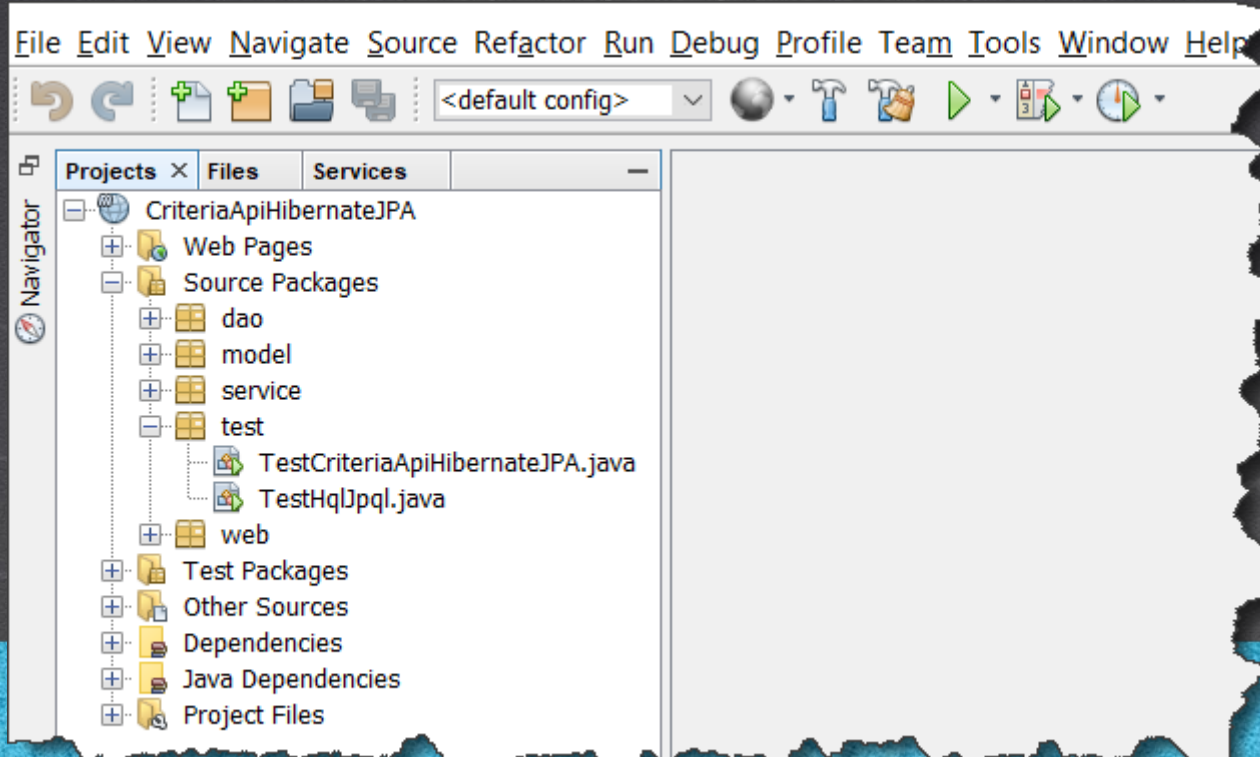 File Edit View Navigate Source Refactor Run Debug Profile Team Tools Window Help
<default config>
Projects Files Services
Navigator
CriteriaApiHibernateJPA
Web Pages
Source Packages
dao
model
service
test
TestCriteriaApiHibernateJPA.java
TestHqlJpql.java
web
Test Packages
Other Sources
Dependencies
Java Dependencies
Project Files